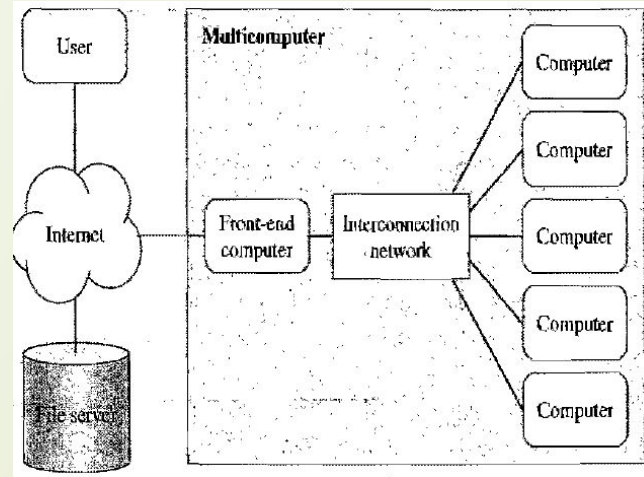 User
Multicomputer
Internet
File server
Front-end
computer
Interconnection
network
Computer
Computer
Computer
Computer
Computer